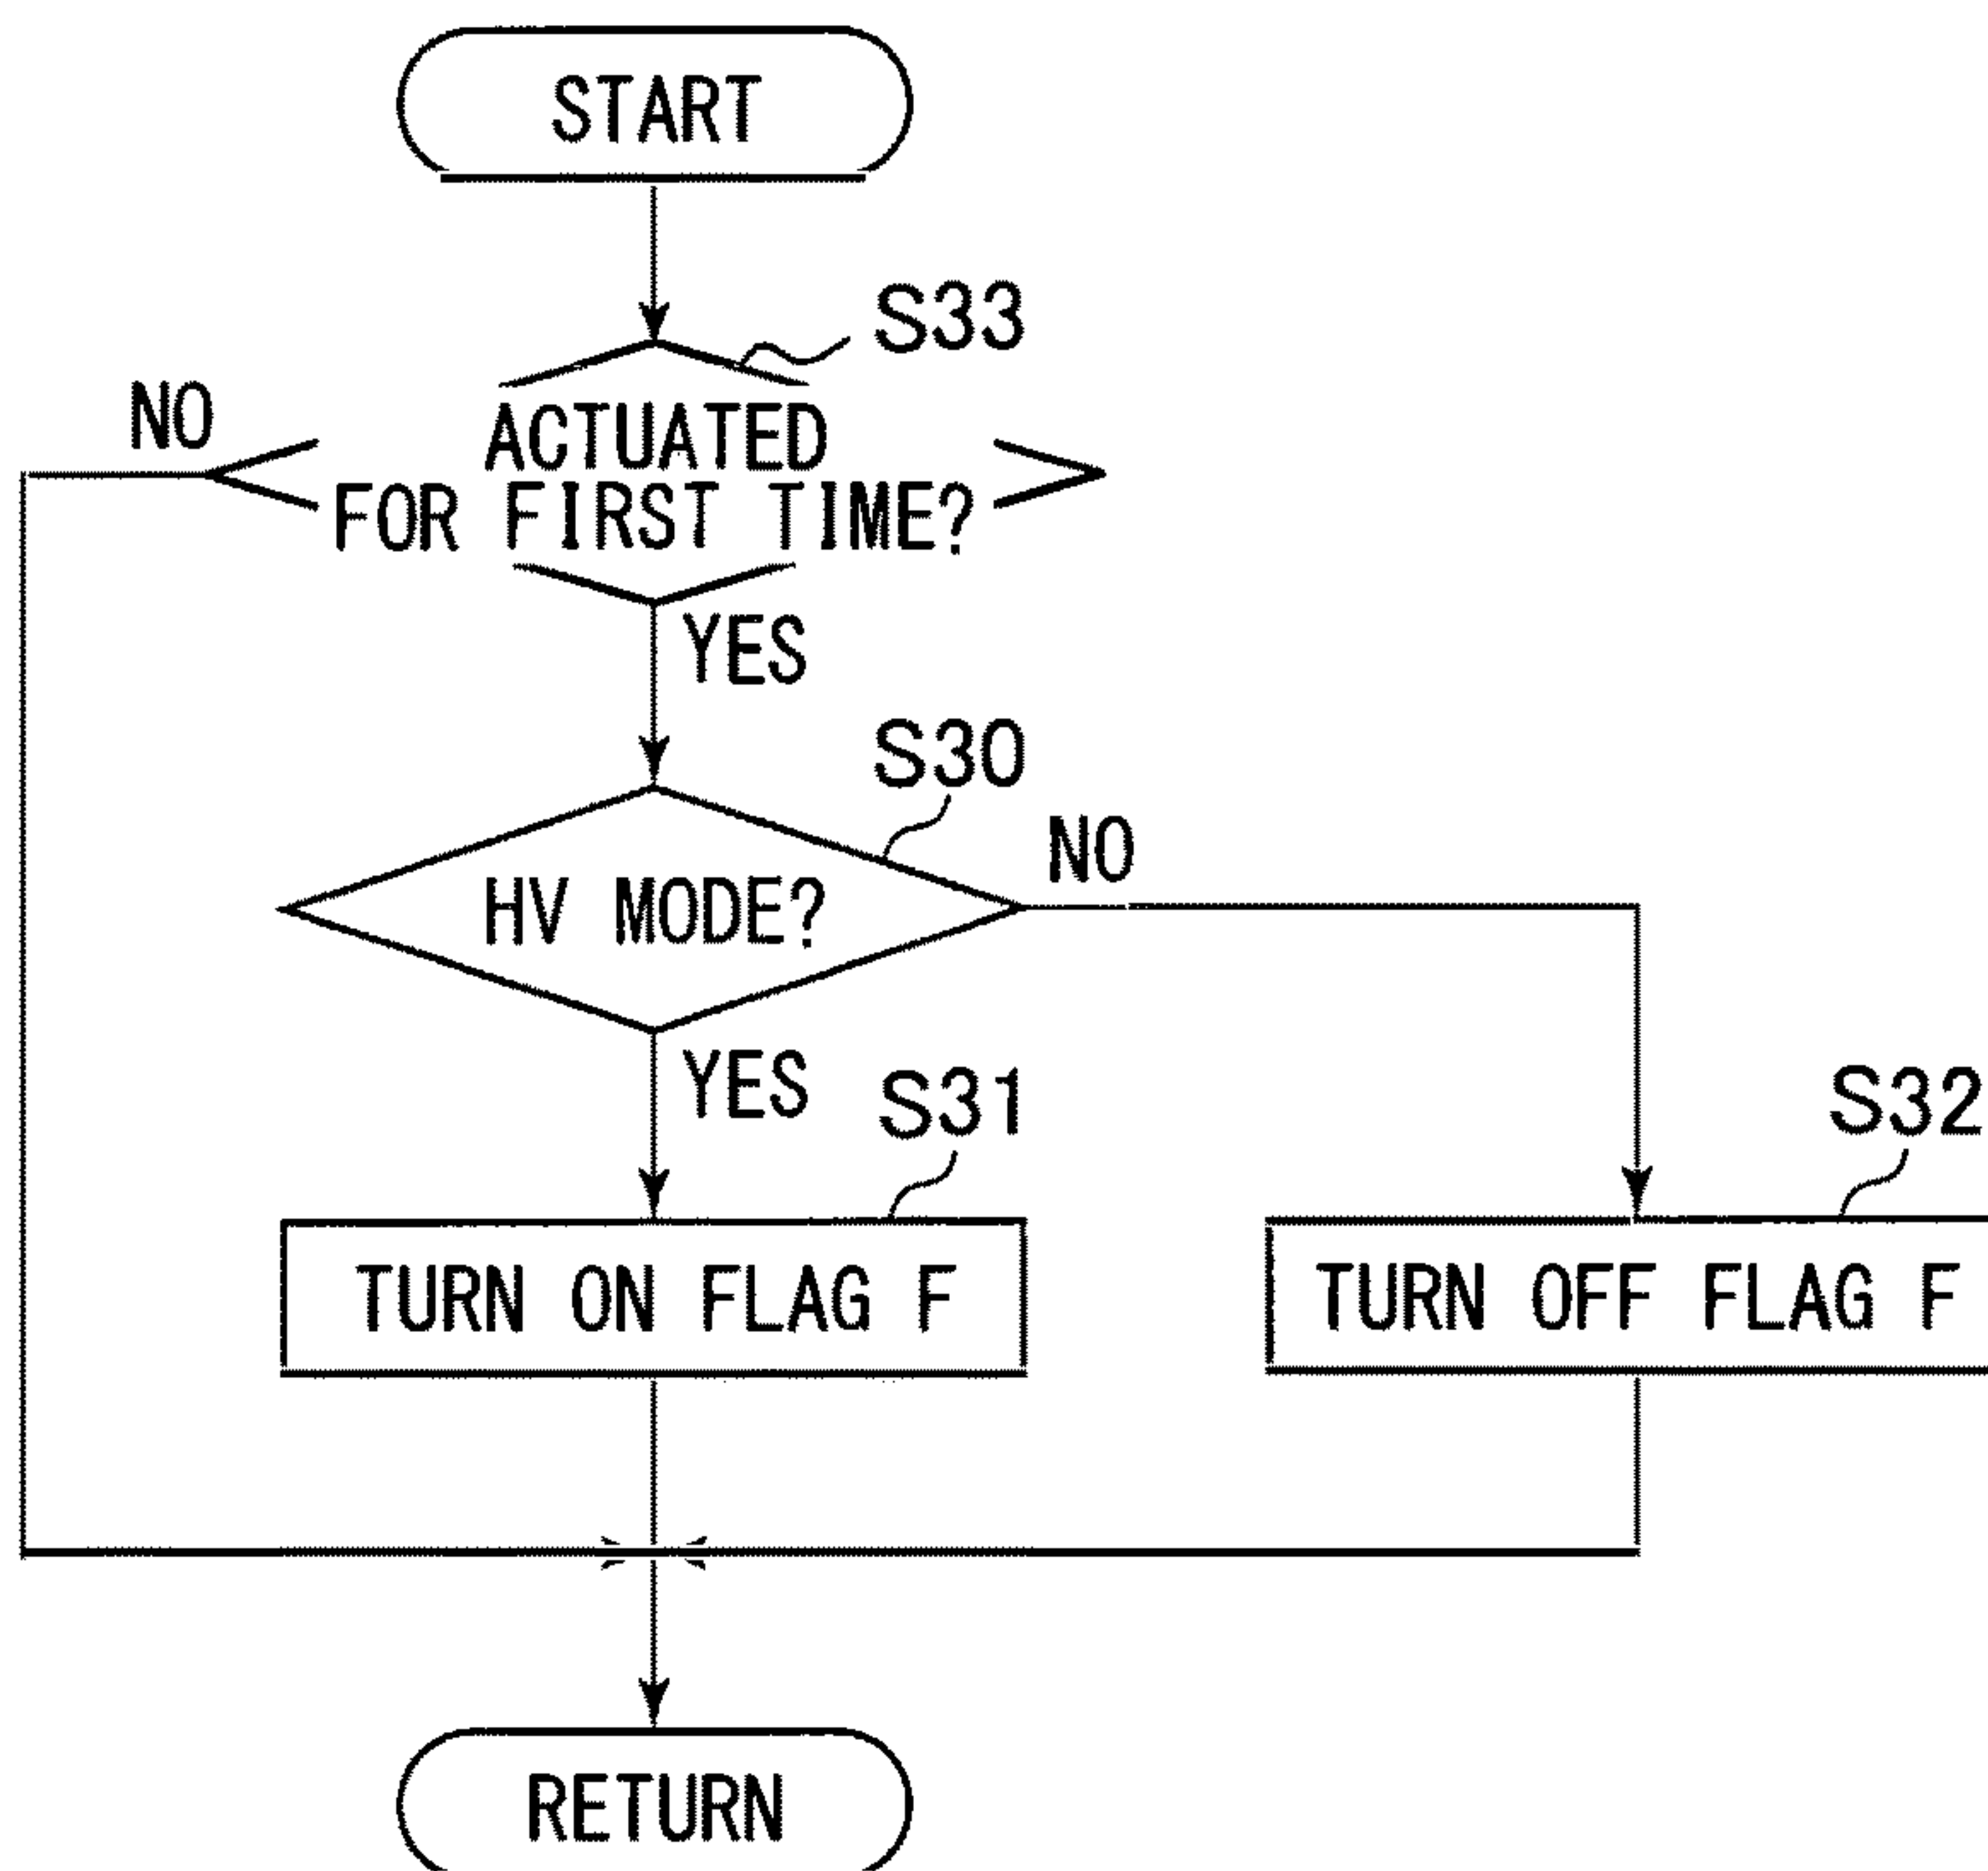 START
S33
NO
ACTUATED
FOR FIRST TIME?
YES
S30
NO
HV MODE?
YES
S31
S32
TURN ON FLAG F
TURN OFF FLAG F
RETURN